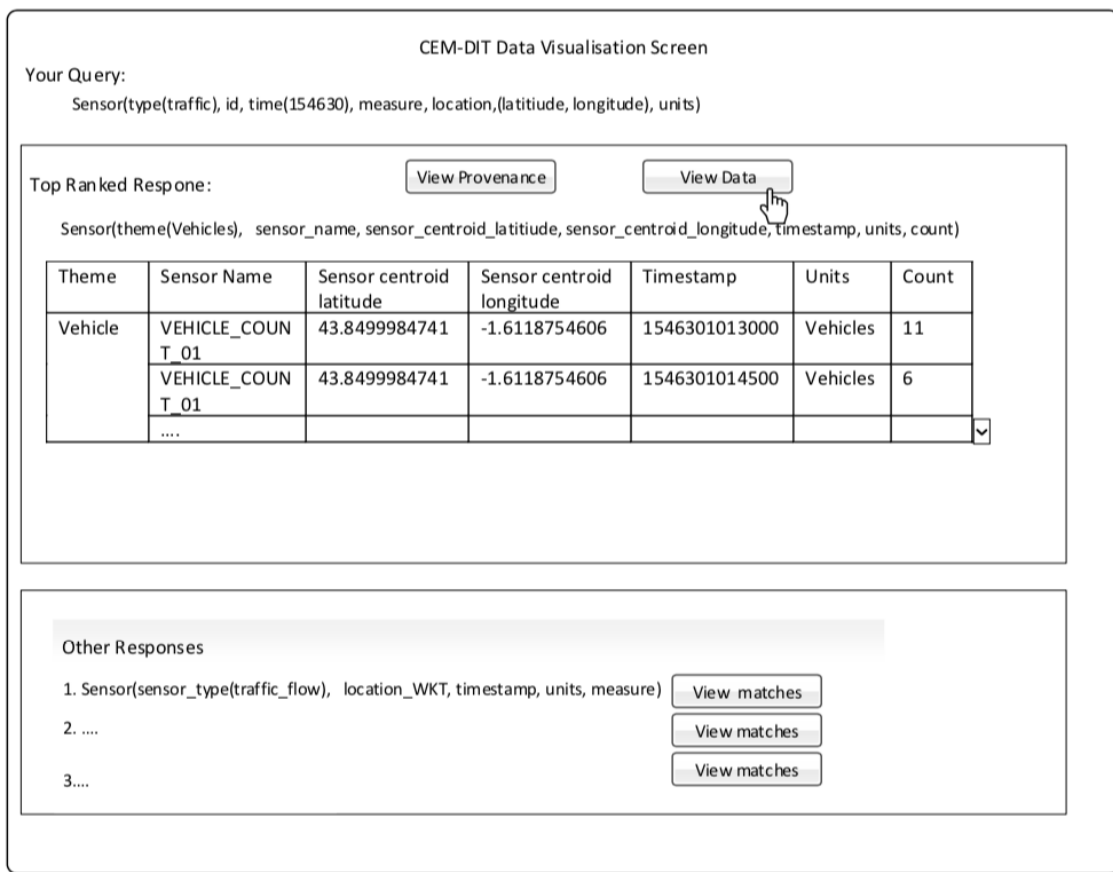 CEM-DIT Data Visualisation Screen
Your Query:
Sensor(type(traffic), id, time(154630), measure, location,(latitiude, longitude), units)
Top Ranked Respone:
View Provenance
View Data
Sensor(theme(Vehicles), sensor_name, sensor_centroid_latitiude, sensor_centroid_longitude, timestamp, units, count)
Theme Sensor Name Sensor centroid latitude Sensor centroid longitude Timestamp Units Count
Vehicle VEHICLE_COUNT_01 43.8499984741 -1.6118754606 1546301013000 Vehicles 11
VEHICLE_COUNT_01 43.8499984741 -1.6118754606 1546301014500 Vehicles 6
....
Other Responses
1. Sensor(sensor_type(traffic_flow), location_WKT, timestamp, units, measure) View matches
2. .... View matches
3.... View matches